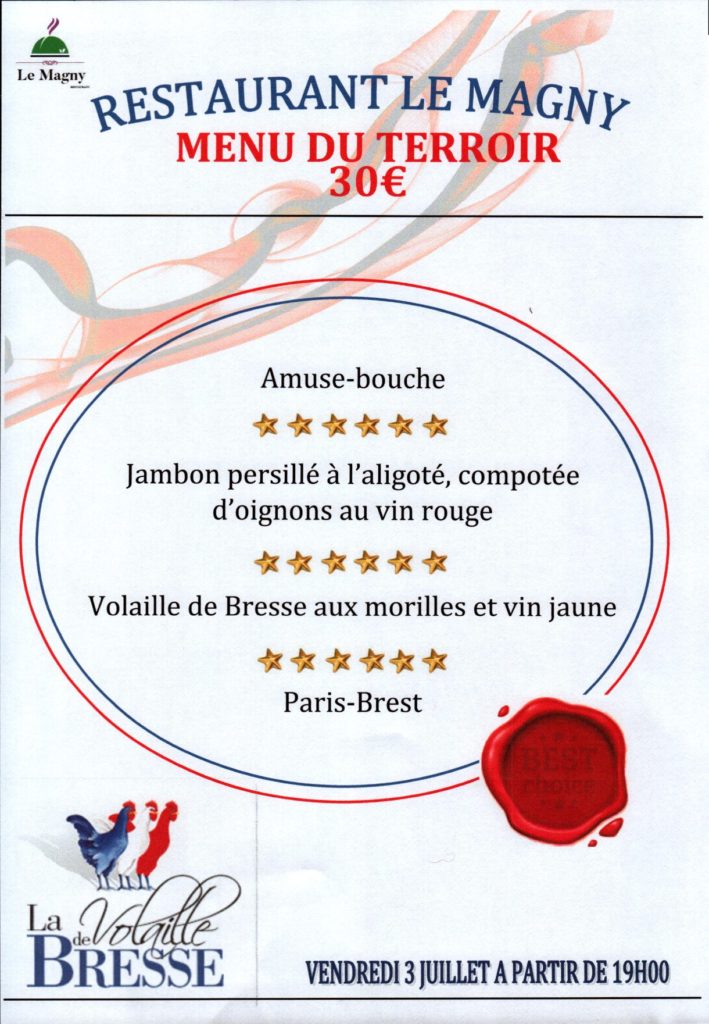 Le Magny
RESTAURANT LE MAGNY
MENU DU TERROIR
30€
Amuse-bouche
Jambon persillé à l'aligoté, compotée
d'oignons au vin rouge
Volaille de Bresse aux morilles et vin jaune
Paris-Brest
BEST
choice
La Volaille
de
BRESSE
VENDREDI 3 JUILLET A PARTIR DE 19H00